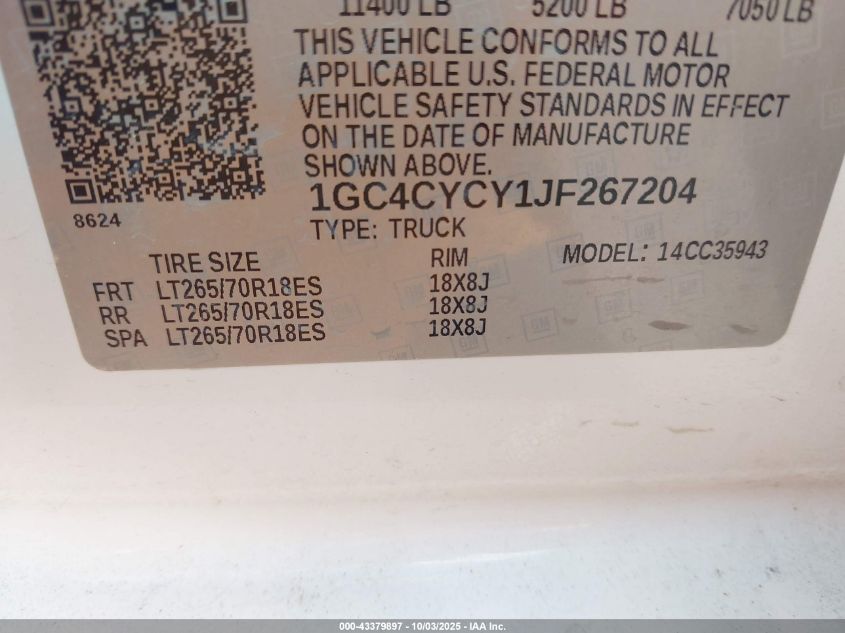 11400 LB 5200 LB 7050 LB
THIS VEHICLE CONFORMS TO ALL
APPLICABLE U.S. FEDERAL MOTOR
VEHICLE SAFETY STANDARDS IN EFFECT
ON THE DATE OF MANUFACTURE
SHOWN ABOVE.
1GC4CYCY1JF267204
8624
TYPE: TRUCK
TIRE SIZE RIM MODEL: 14CC35943
FRT LT265/70R18ES 18X8J
RR LT265/70R18ES 18X8J
SPA LT265/70R18ES 18X8J
GM
000-43379897 - 10/03/2025 - IAA Inc.